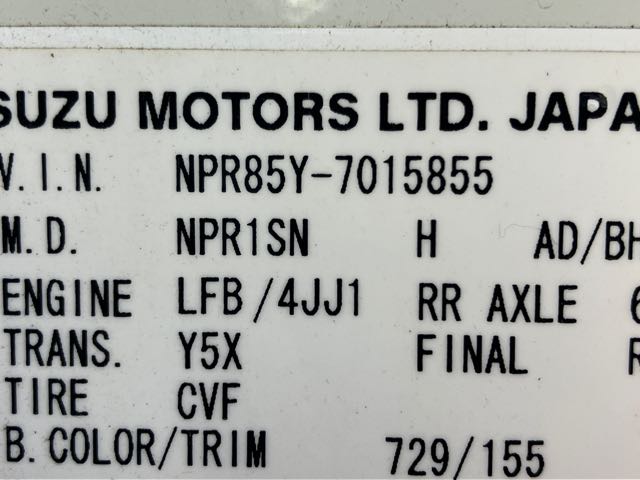 SUZU MOTORS LTD. JAPA
V.I.N. NPR85Y-7015855
M.D. NPR1SN H AD/BH
ENGINE LFB/4JJ1 RR AXLE 6
TRANS. Y5X FINAL R
TIRE CVF
B.COLOR/TRIM 729/155